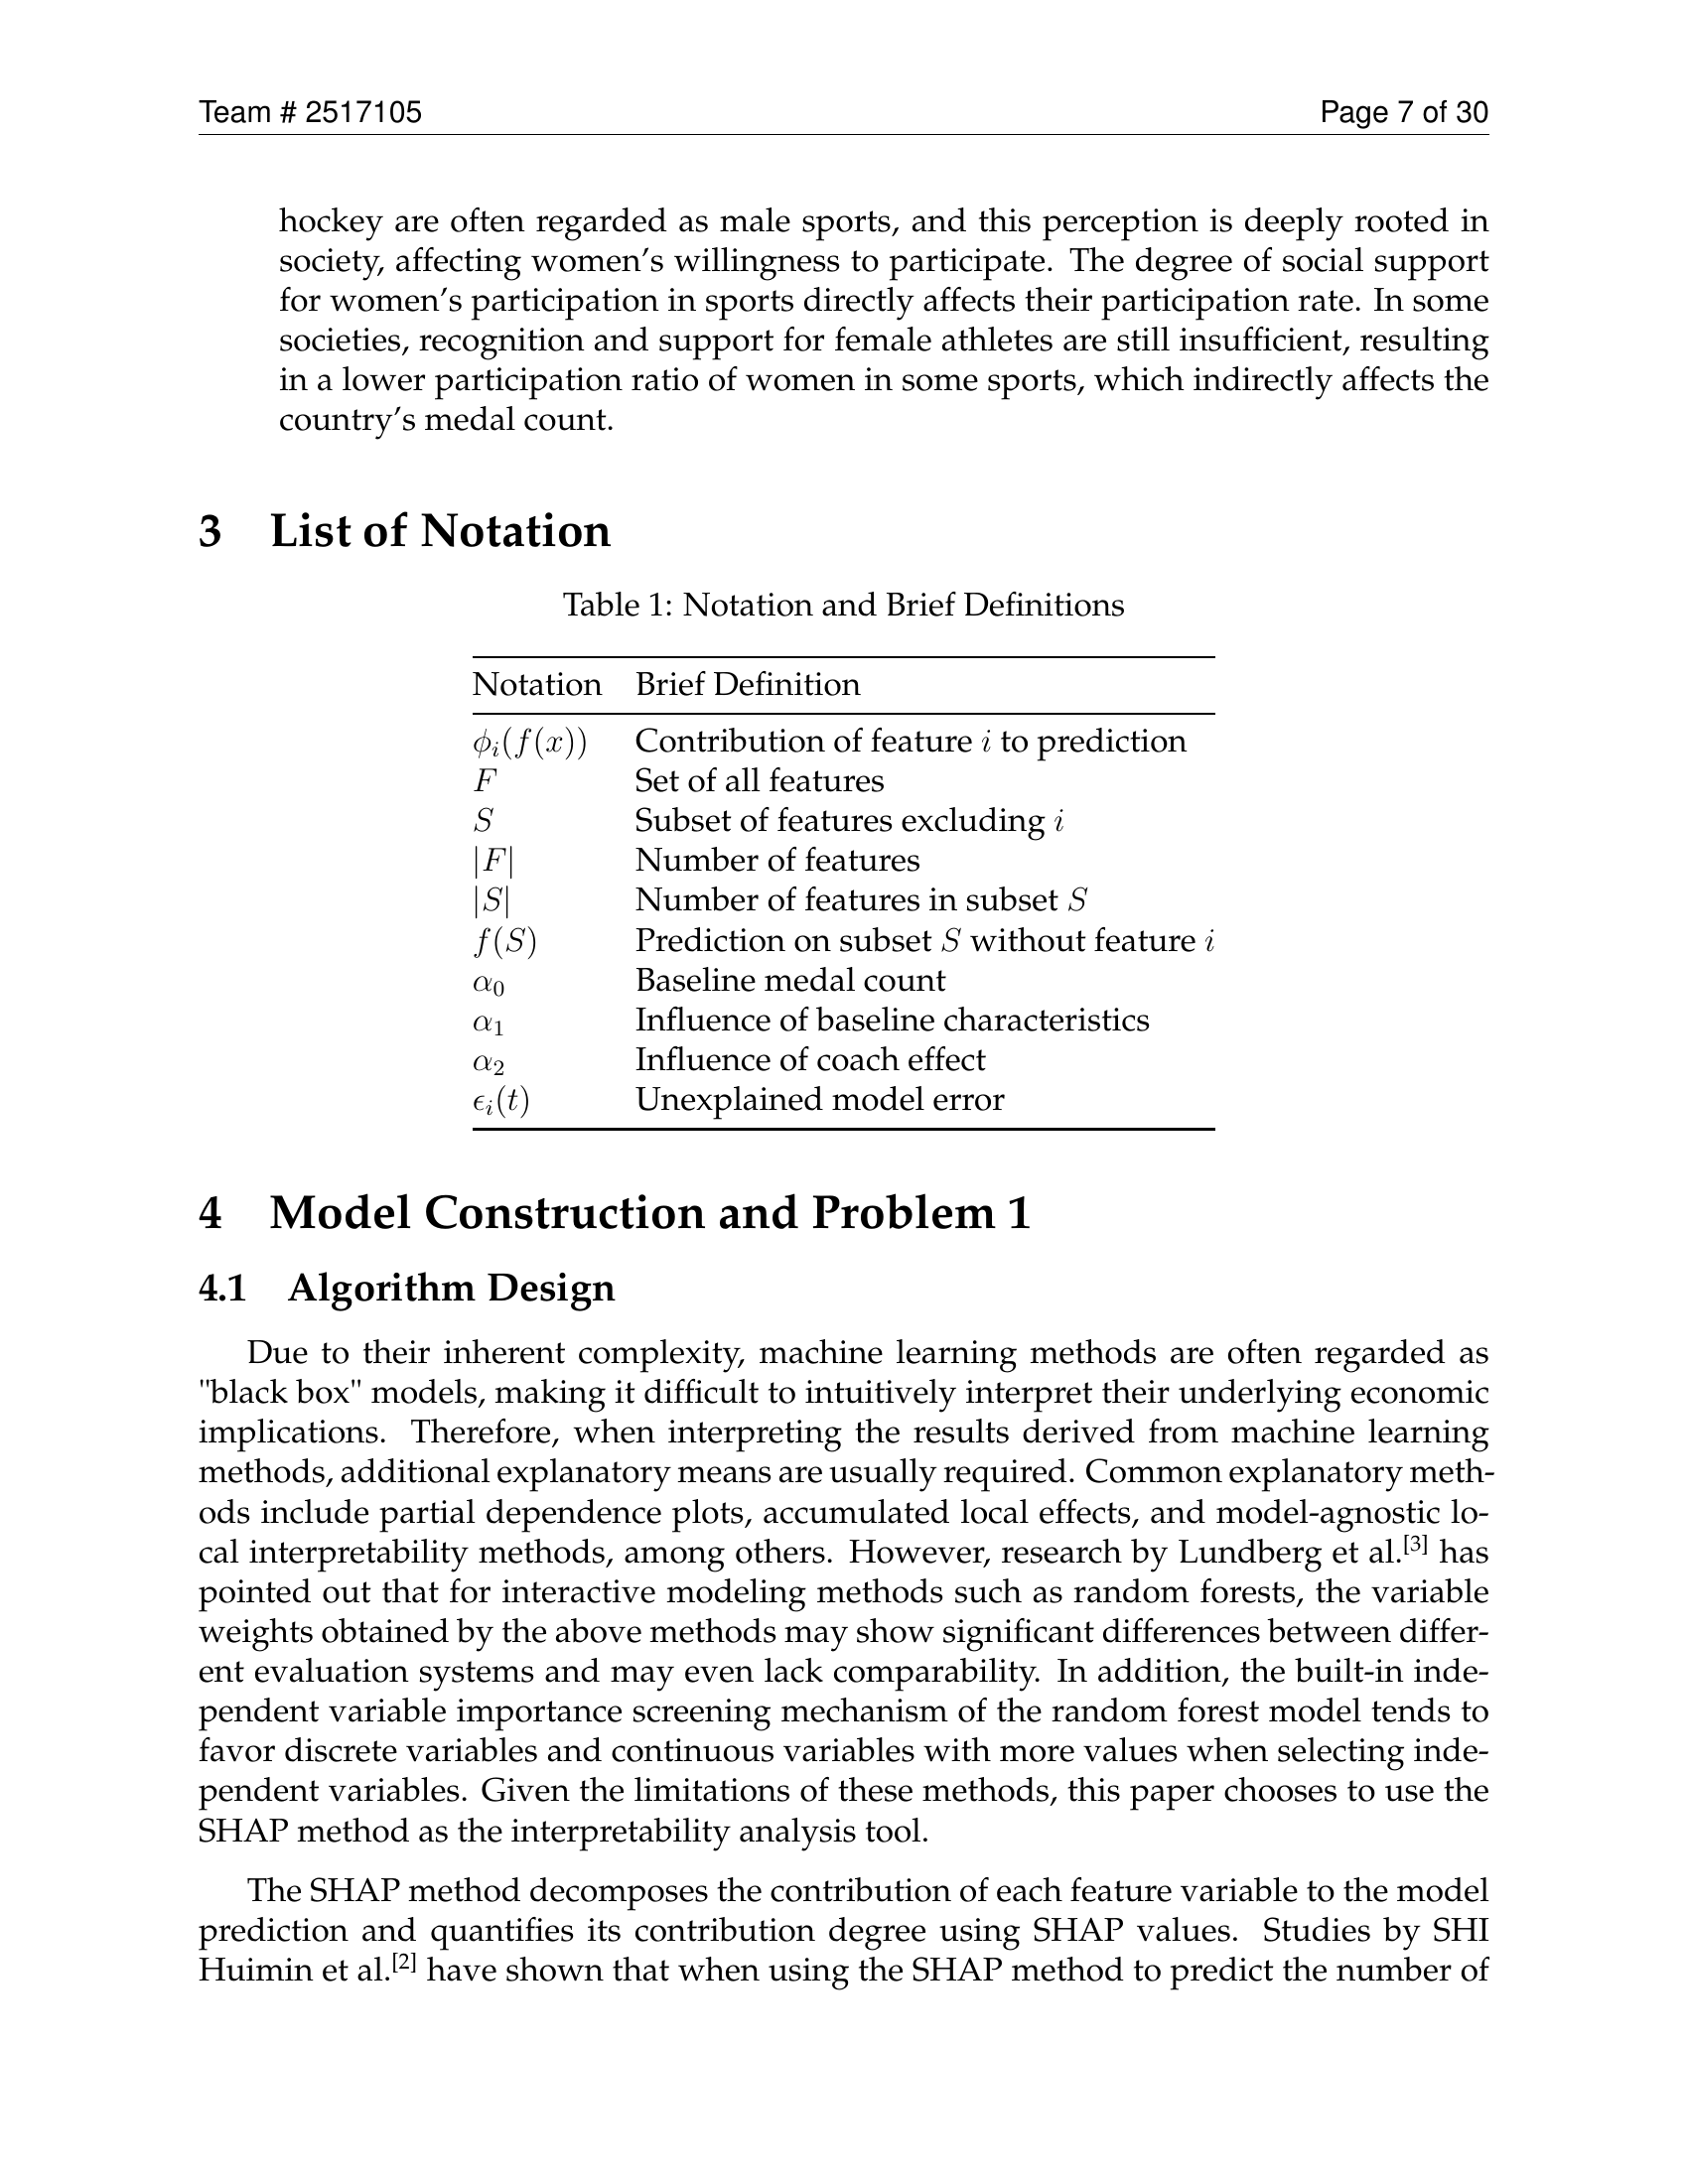 Team # 2517105 Page 7 of 30
hockey are often regarded as male sports, and this perception is deeply rooted in
society, affecting women's willingness to participate. The degree of social support
for women's participation in sports directly affects their participation rate. In some
societies, recognition and support for female athletes are still insufficient, resulting
in a lower participation ratio of women in some sports, which indirectly affects the
country's medal count.
3 List of Notation
Table 1: Notation and Brief Definitions
Notation Brief Definition
ϕᵢ(f(x)) Contribution of feature i to prediction
F Set of all features
S Subset of features excluding i
|F| Number of features
|S| Number of features in subset S
f(S) Prediction on subset S without feature i
α₀ Baseline medal count
α₁ Influence of baseline characteristics
α₂ Influence of coach effect
ϵᵢ(t) Unexplained model error
4 Model Construction and Problem 1
4.1 Algorithm Design
Due to their inherent complexity, machine learning methods are often regarded as
"black box" models, making it difficult to intuitively interpret their underlying economic
implications. Therefore, when interpreting the results derived from machine learning
methods, additional explanatory means are usually required. Common explanatory meth-
ods include partial dependence plots, accumulated local effects, and model-agnostic lo-
cal interpretability methods, among others. However, research by Lundberg et al.[3] has
pointed out that for interactive modeling methods such as random forests, the variable
weights obtained by the above methods may show significant differences between differ-
ent evaluation systems and may even lack comparability. In addition, the built-in inde-
pendent variable importance screening mechanism of the random forest model tends to
favor discrete variables and continuous variables with more values when selecting inde-
pendent variables. Given the limitations of these methods, this paper chooses to use the
SHAP method as the interpretability analysis tool.
The SHAP method decomposes the contribution of each feature variable to the model
prediction and quantifies its contribution degree using SHAP values. Studies by SHI
Huimin et al.[2] have shown that when using the SHAP method to predict the number of